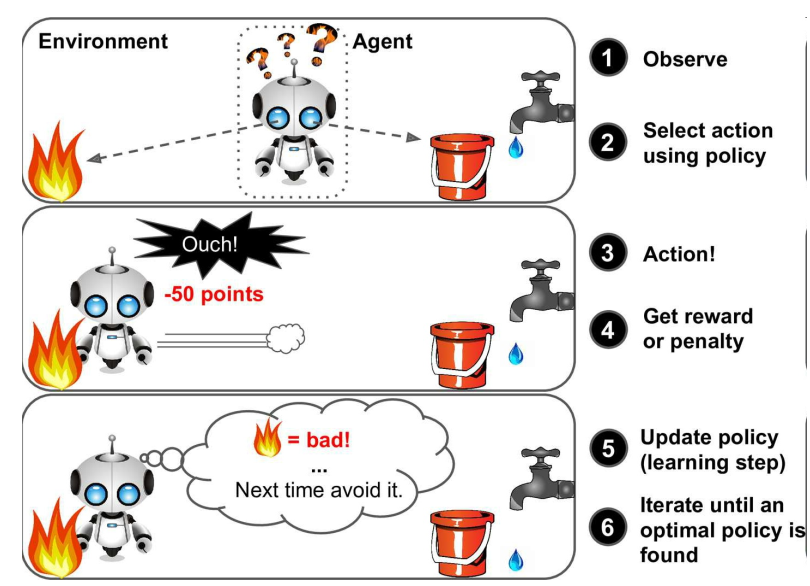 Environment
Agent
? ? ?
1 Observe
2 Select action
using policy
Ouch!
-50 points
3 Action!
4 Get reward
or penalty
= bad!
...
Next time avoid it.
5 Update policy
(learning step)
6 Iterate until an
optimal policy is
found